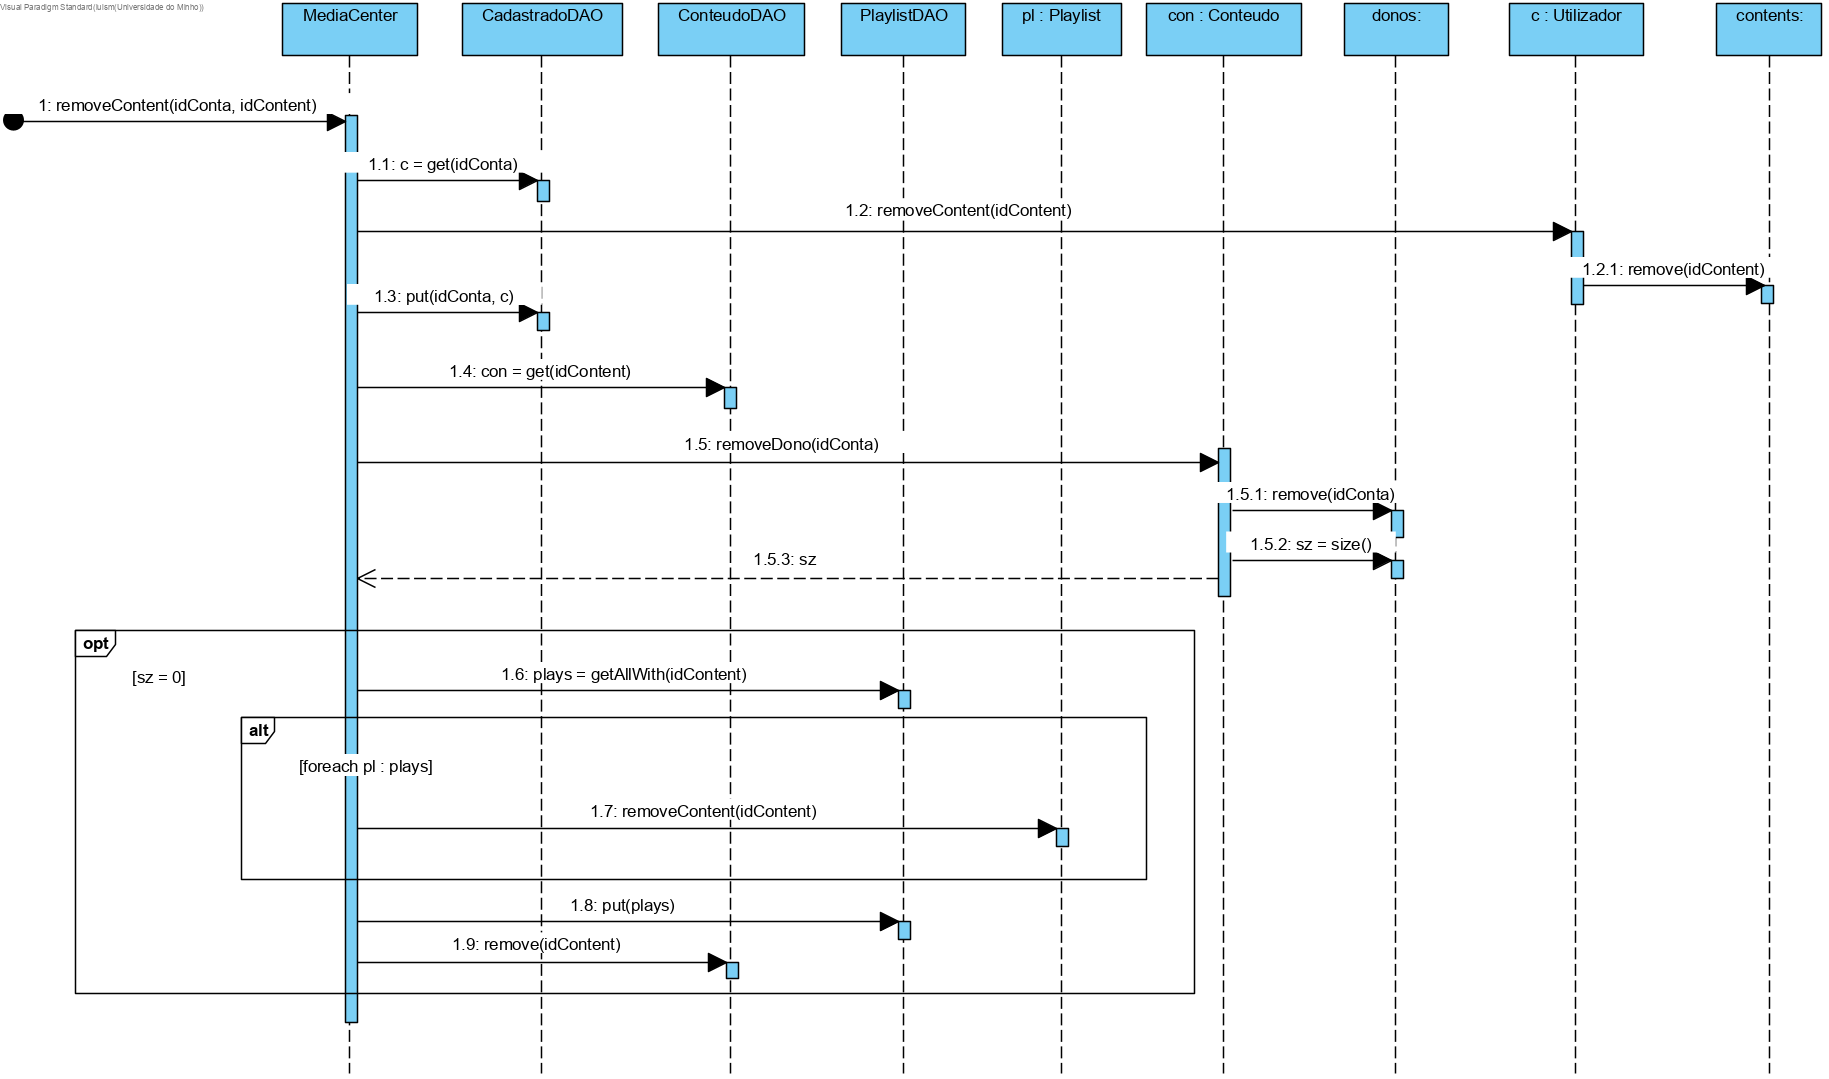 Visual Paradigm Standard(luism(Universidade do Minho))
MediaCenter
CadastradoDAO
ConteudoDAO
PlaylistDAO
pl : Playlist
con : Conteudo
donos:
c : Utilizador
contents:
1: removeContent(idConta, idContent)
1.1: c = get(idConta)
1.2: removeContent(idContent)
1.2.1: remove(idContent)
1.3: put(idConta, c)
1.4: con = get(idContent)
1.5: removeDono(idConta)
1.5.1: remove(idConta)
1.5.2: sz = size()
1.5.3: sz
opt
[sz = 0]
1.6: plays = getAllWith(idContent)
alt
[foreach pl : plays]
1.7: removeContent(idContent)
1.8: put(plays)
1.9: remove(idContent)